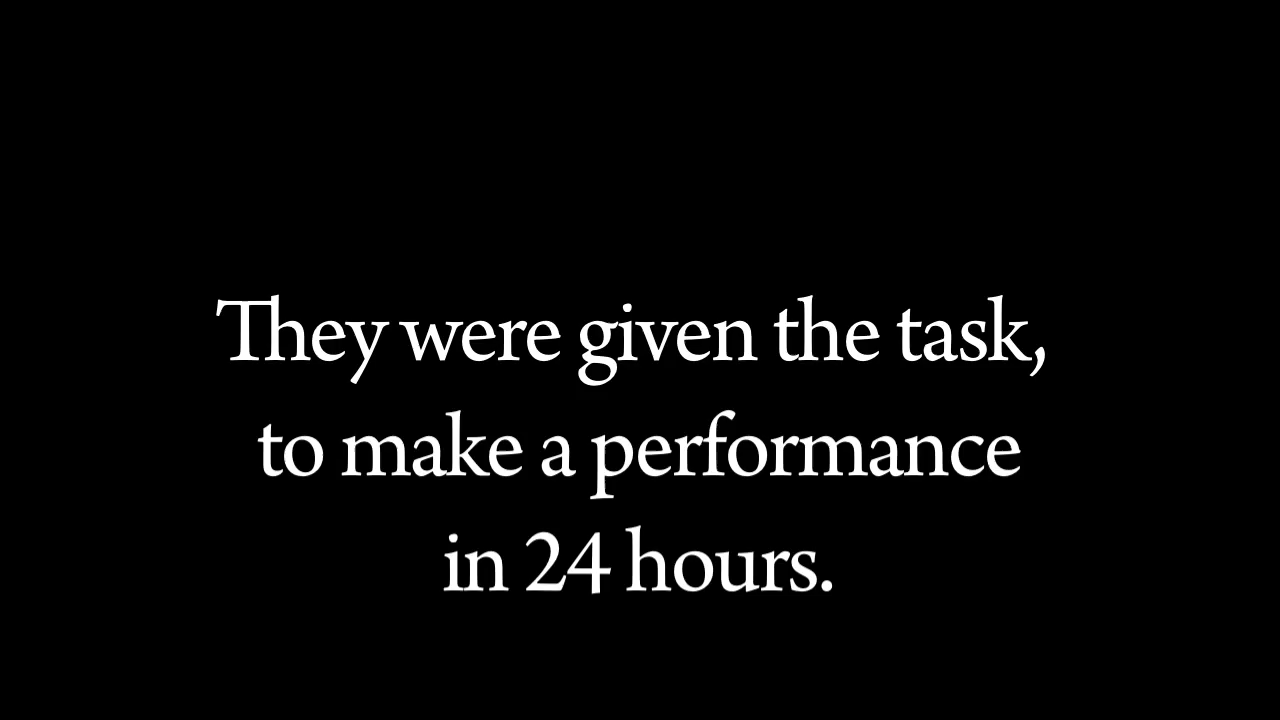 They were given the task,
to make a performance
in 24 hours.